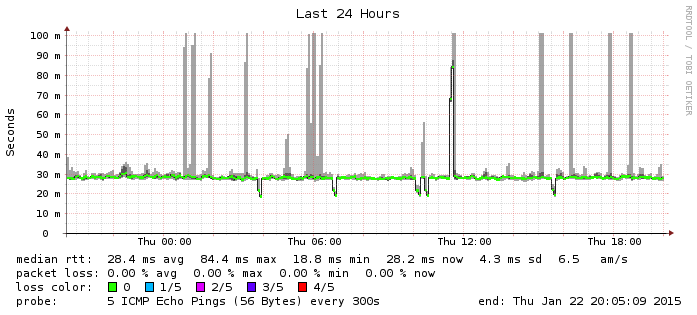 Last 24 Hours
RRDTOOL / TOBI OETIKER
Seconds
100 m
90 m
80 m
70 m
60 m
50 m
40 m
30 m
20 m
10 m
0
Thu 00:00 Thu 06:00 Thu 12:00 Thu 18:00
median rtt: 28.4 ms avg 84.4 ms max 18.8 ms min 28.2 ms now 4.3 ms sd 6.5 am/s
packet loss: 0.00 % avg 0.00 % max 0.00 % min 0.00 % now
loss color: 0 1/5 2/5 3/5 4/5
probe: 5 ICMP Echo Pings (56 Bytes) every 300s end: Thu Jan 22 20:05:09 2015